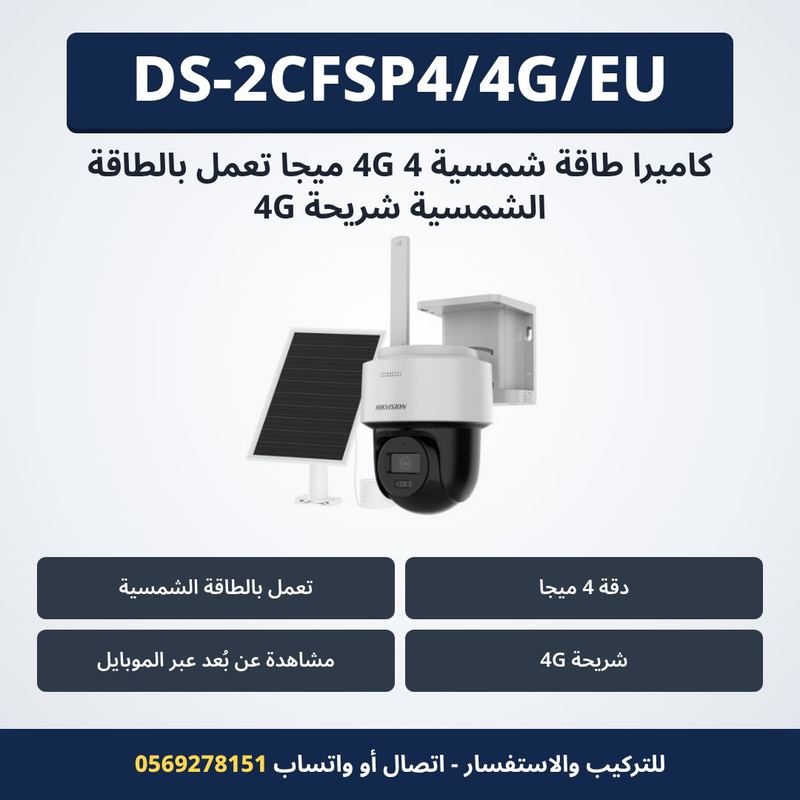 DS-2CFSP4/4G/EU
كاميرا طاقة شمسية 4G 4 ميجا تعمل بالطاقة
الشمسية شريحة 4G
HIKVISION
دقة 4 ميجا
تعمل بالطاقة الشمسية
شريحة 4G
مشاهدة عن بُعد عبر الموبايل
للتركيب والاستفسار - اتصال أو واتساب 0569278151